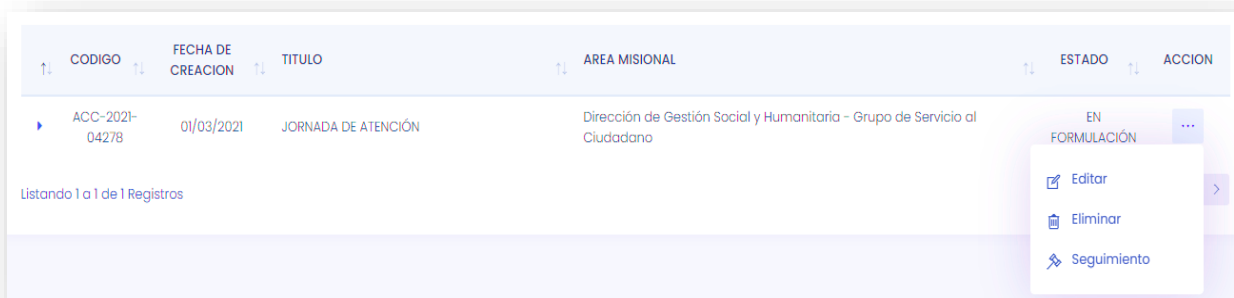 CODIGO
FECHA DE
CREACION
TITULO
AREA MISIONAL
ESTADO
ACCION
ACC-2021-
04278
01/03/2021
JORNADA DE ATENCIÓN
Dirección de Gestión Social y Humanitaria - Grupo de Servicio al
Ciudadano
EN
FORMULACIÓN
Listando 1 a 1 de 1 Registros
Editar
Eliminar
Seguimiento